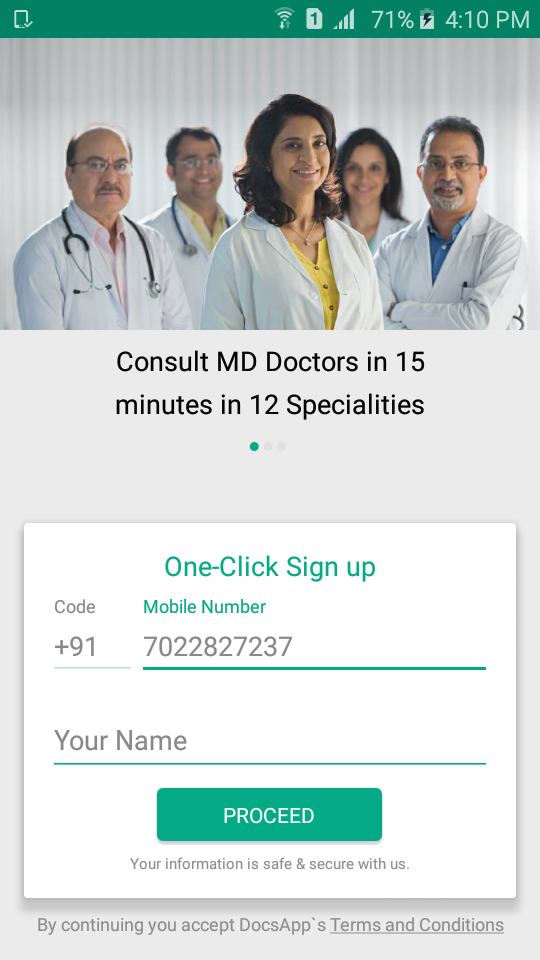 1 71% 4:10 PM
Consult MD Doctors in 15
minutes in 12 Specialities
One-Click Sign up
Code Mobile Number
+91 7022827237
Your Name
PROCEED
Your information is safe & secure with us.
By continuing you accept DocsApp`s Terms and Conditions